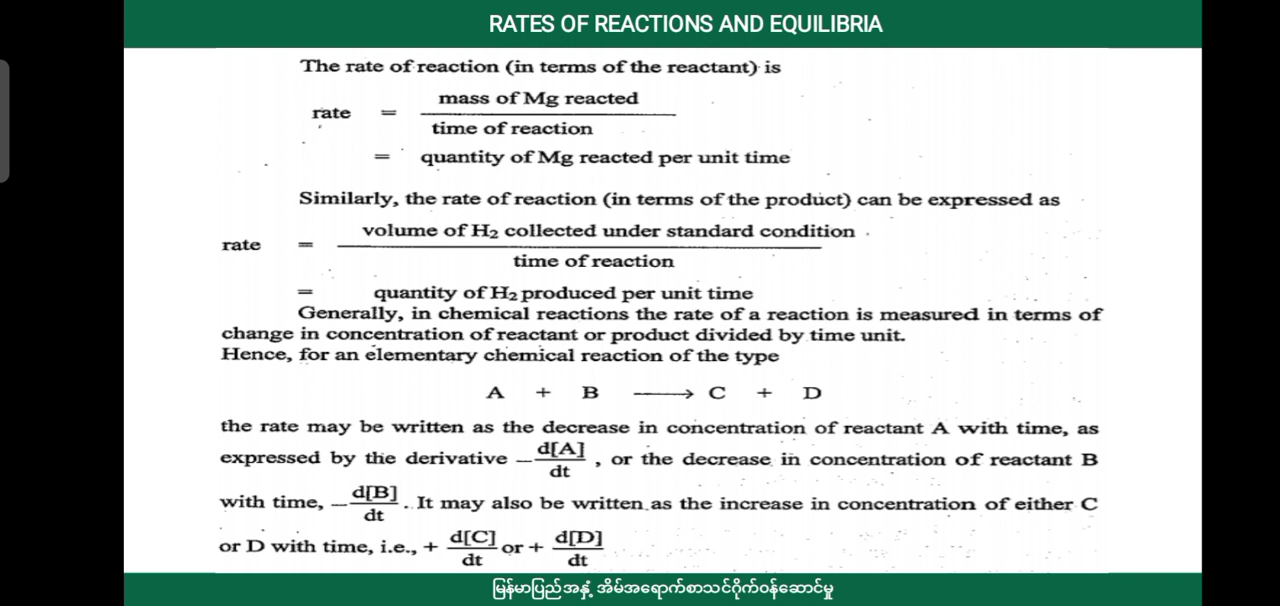 RATES OF REACTIONS AND EQUILIBRIA
The rate of reaction (in terms of the reactant) is
rate = mass of Mg reacted
time of reaction
= quantity of Mg reacted per unit time
Similarly, the rate of reaction (in terms of the product) can be expressed as
rate = volume of H₂ collected under standard condition
time of reaction
= quantity of H₂ produced per unit time
Generally, in chemical reactions the rate of a reaction is measured in terms of
change in concentration of reactant or product divided by time unit.
Hence, for an elementary chemical reaction of the type
A + B ⟶ C + D
the rate may be written as the decrease in concentration of reactant A with time, as
expressed by the derivative −d[A]/dt , or the decrease in concentration of reactant B
with time, −d[B]/dt . It may also be written as the increase in concentration of either C
or D with time, i.e., + d[C]/dt or + d[D]/dt
မြန်မာပြည်အနှံ့ အိမ်အရောက်စာသင်ဂိုက်ဝန်ဆောင်မှု